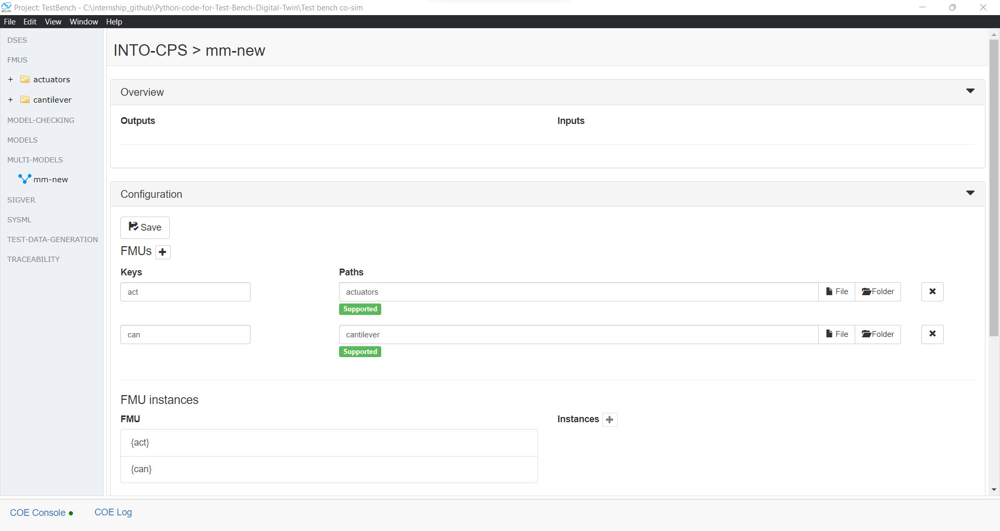 Project: TestBench - C:\internship_github\Python-code-for-Test-Bench-Digital-Twin\Test bench co-sim
File Edit View Window Help
DSES
FMUS
+ actuators
+ cantilever
MODEL-CHECKING
MODELS
MULTI-MODELS
mm-new
SIGVER
SYSML
TEST-DATA-GENERATION
TRACEABILITY
INTO-CPS > mm-new
Overview
Outputs Inputs
Configuration
Save
FMUs
Keys Paths
act actuators File Folder
Supported
can cantilever File Folder
Supported
FMU instances
FMU Instances
{act}
{can}
COE Console COE Log